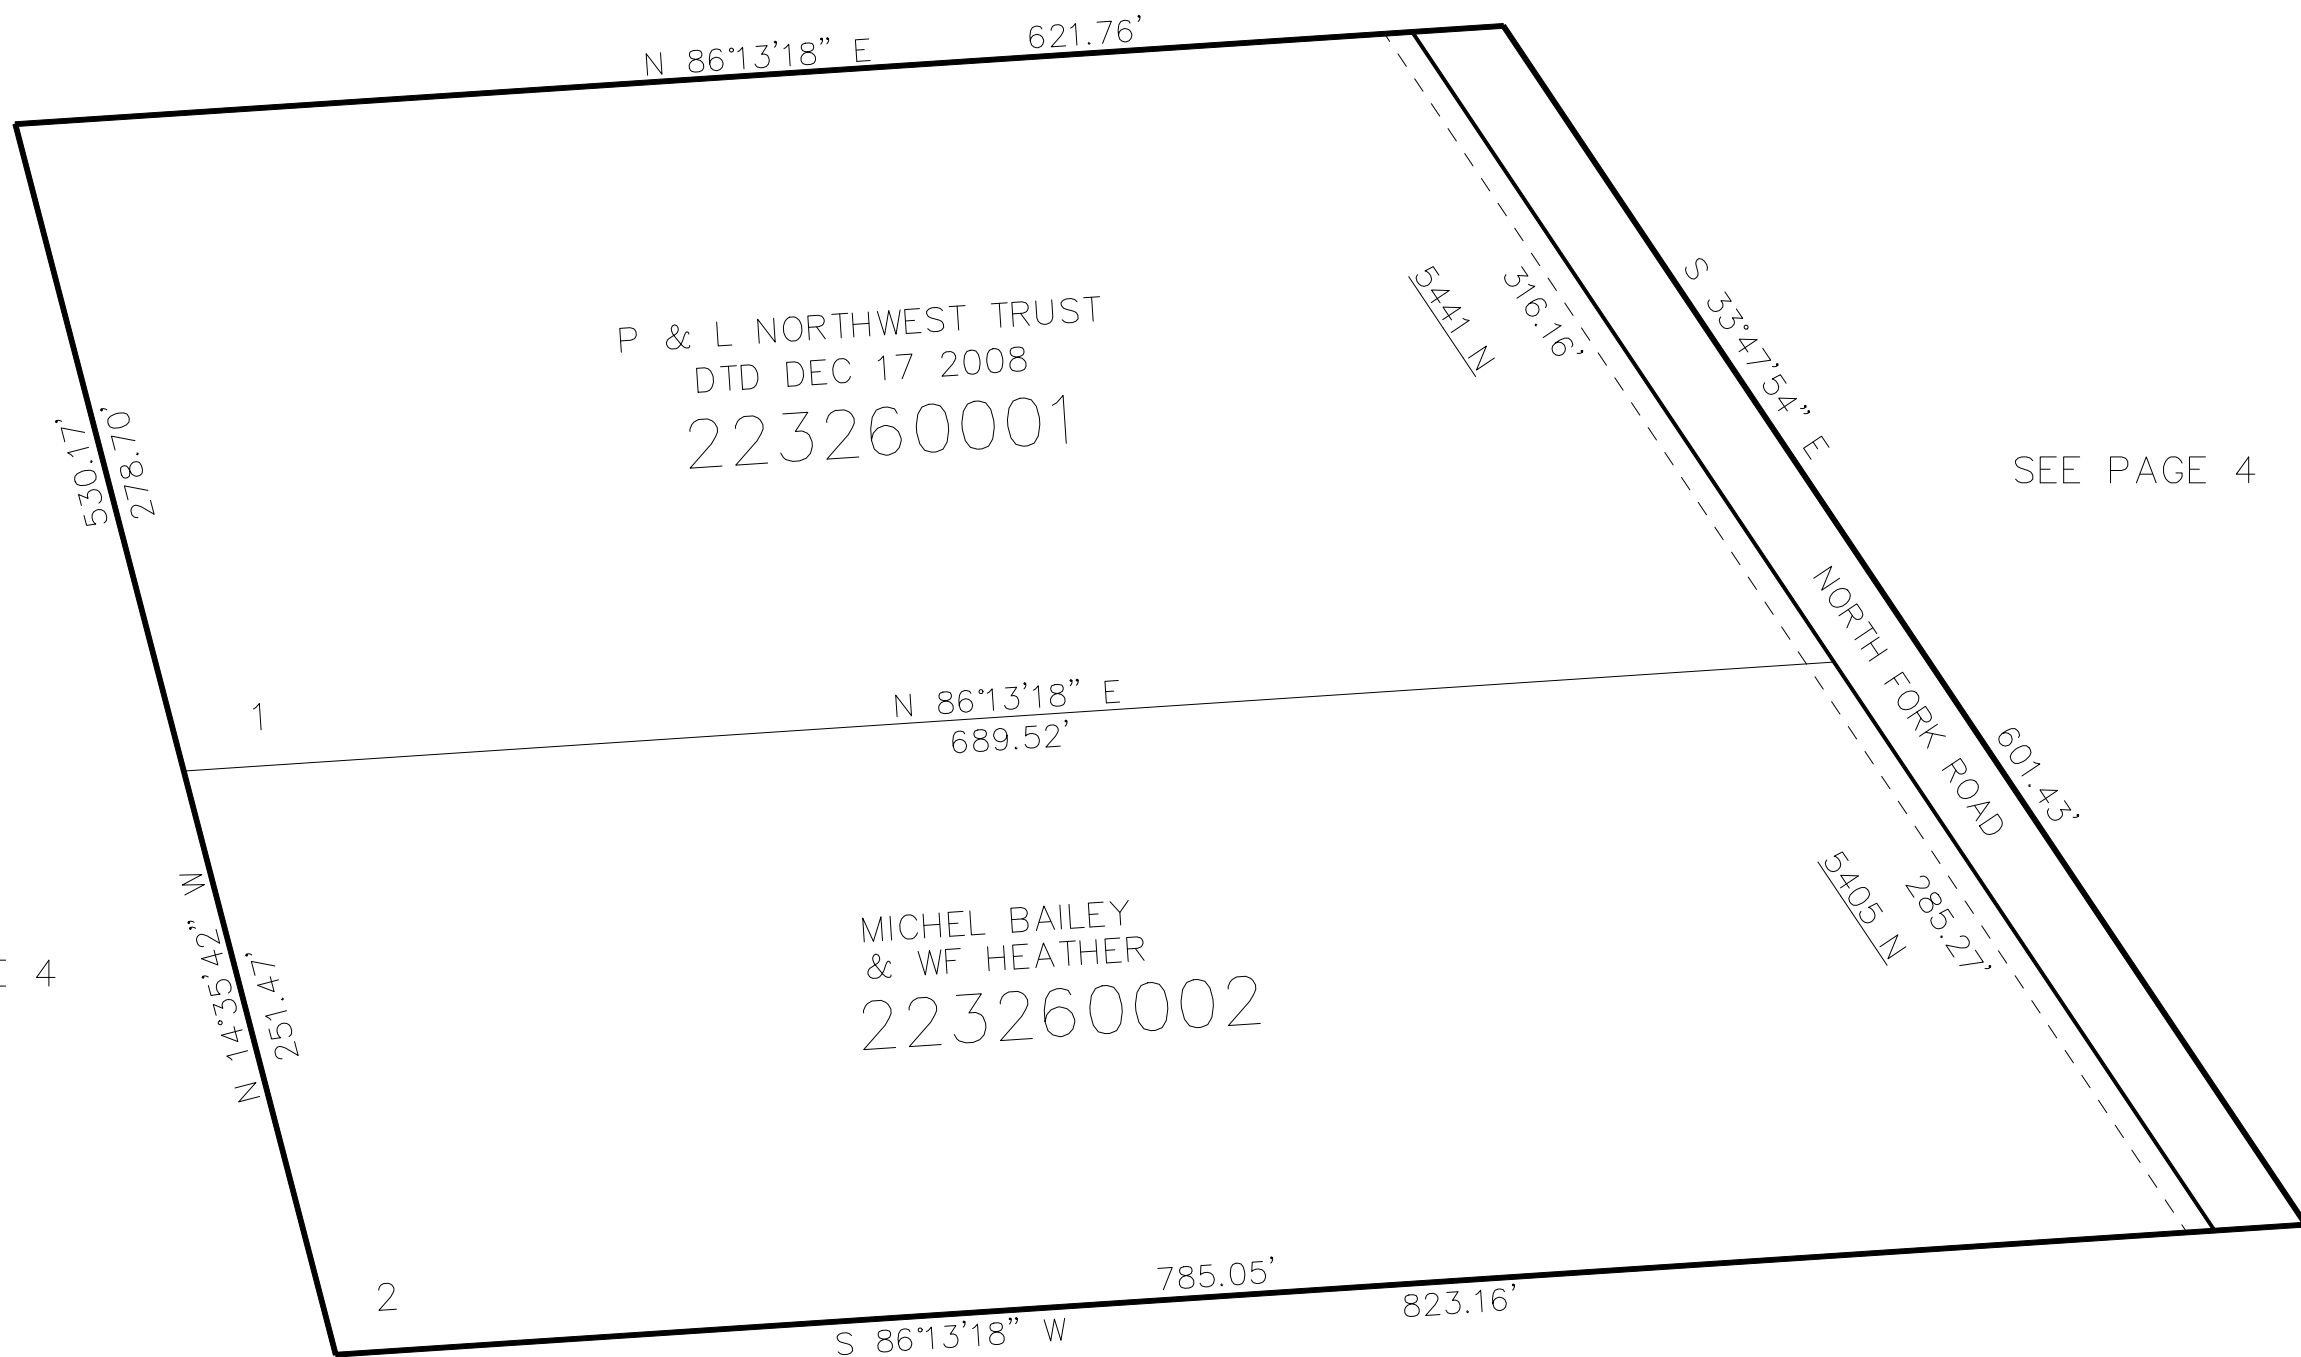 N 86°13'18" E
621.76'
S 33°47'54" E
316.16'
5441 N
P & L NORTHWEST TRUST
DTD DEC 17 2008
223260001
530.17'
278.70'
SEE PAGE 4
NORTH FORK ROAD
1
N 86°13'18" E
689.52'
601.43'
5405 N
285.27'
MICHEL BAILEY
& WF HEATHER
223260002
4
N 14°35'42" W
251.47'
2
785.05'
823.16'
S 86°13'18" W